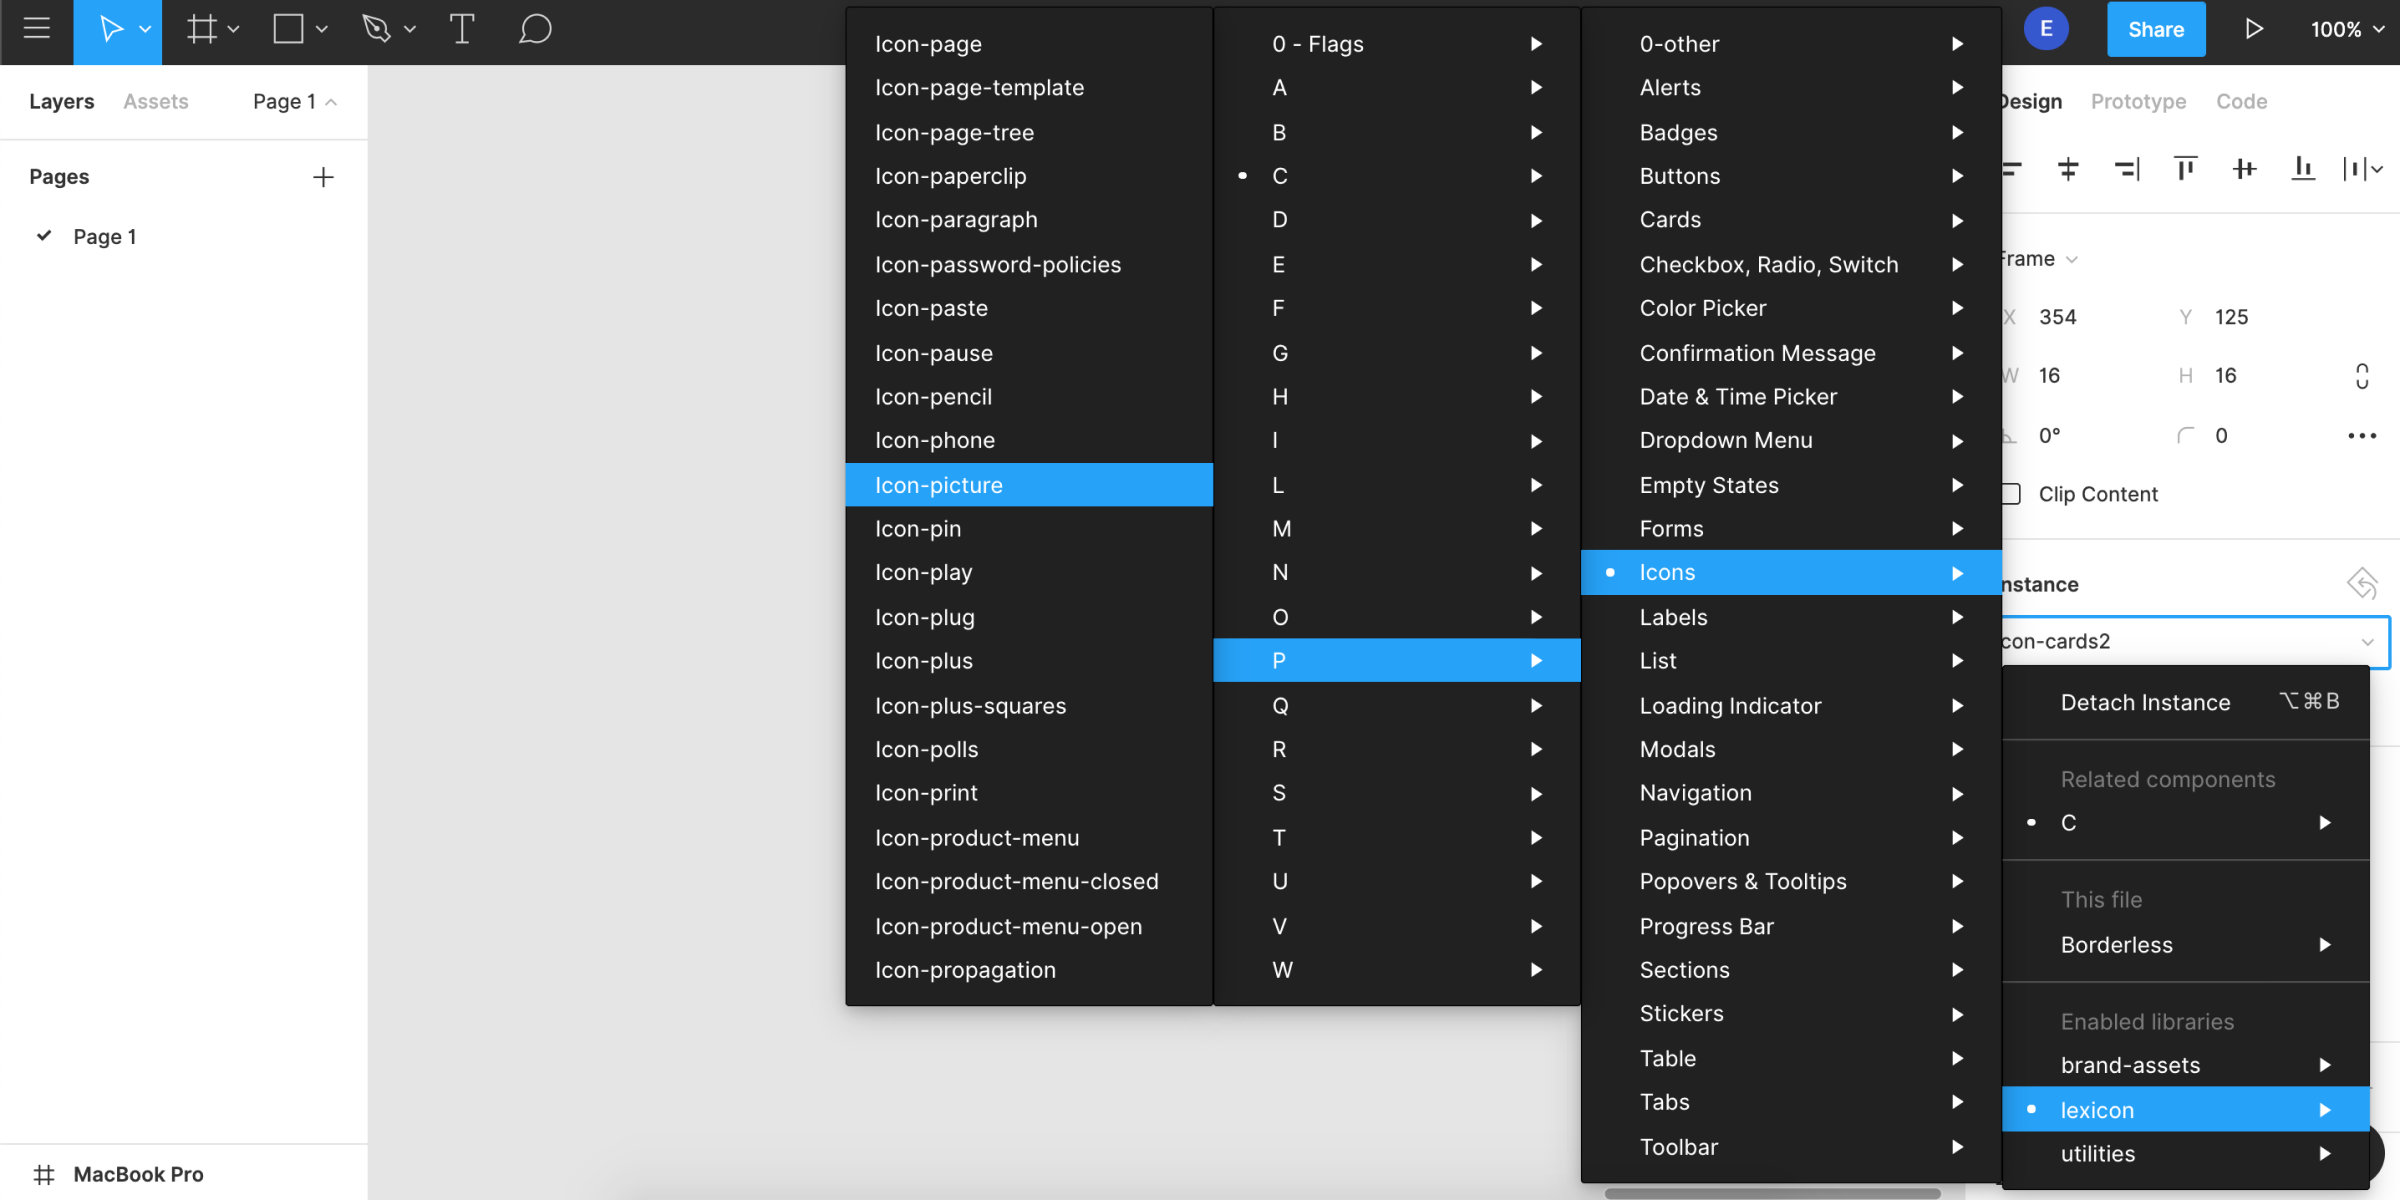 E
Share
100%
Layers
Assets
Page 1
Pages
Page 1
MacBook Pro
Icon-page
Icon-page-template
Icon-page-tree
Icon-paperclip
Icon-paragraph
Icon-password-policies
Icon-paste
Icon-pause
Icon-pencil
Icon-phone
Icon-picture
Icon-pin
Icon-play
Icon-plug
Icon-plus
Icon-plus-squares
Icon-polls
Icon-print
Icon-product-menu
Icon-product-menu-closed
Icon-product-menu-open
Icon-propagation
0 - Flags
A
B
C
D
E
F
G
H
I
L
M
N
O
P
Q
R
S
T
U
V
W
0-other
Alerts
Badges
Buttons
Cards
Checkbox, Radio, Switch
Color Picker
Confirmation Message
Date & Time Picker
Dropdown Menu
Empty States
Forms
Icons
Labels
List
Loading Indicator
Modals
Navigation
Pagination
Popovers & Tooltips
Progress Bar
Sections
Stickers
Table
Tabs
Toolbar
Design
Prototype
Code
Frame
X 354
Y 125
W 16
H 16
0°
0
Clip Content
nstance
con-cards2
Detach Instance ⌥⌘B
Related components
C
This file
Borderless
Enabled libraries
brand-assets
lexicon
utilities